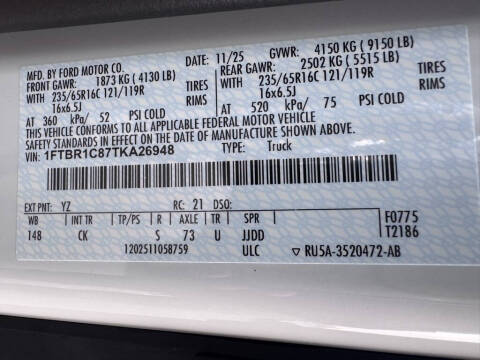 MFD. BY FORD MOTOR CO. 11/25 GVWR: 4150 KG ( 9150 LB)
FRONT GAWR: 1873 KG ( 4130 LB) REAR GAWR: 2502 KG ( 5515 LB)
WITH 235/65R16C 121/119R TIRES WITH 235/65R16C 121/119R TIRES
16x6.5J RIMS 16x6.5J RIMS
AT 360 kPa/ 52 PSI COLD AT 520 kPa/ 75 PSI COLD
THIS VEHICLE CONFORMS TO ALL APPLICABLE FEDERAL MOTOR VEHICLE
SAFETY STANDARDS IN EFFECT ON THE DATE OF MANUFACTURE SHOWN ABOVE.
1FTBR1C87TKA26948 TYPE: Truck
EXT PNT: YZ RC: 21 DSO:
WB INT TR TP/PS R AXLE TR SPR F0775
148 CK S 73 U JJDD T2186
1202511058759 ULC RU5A-3520472-AB